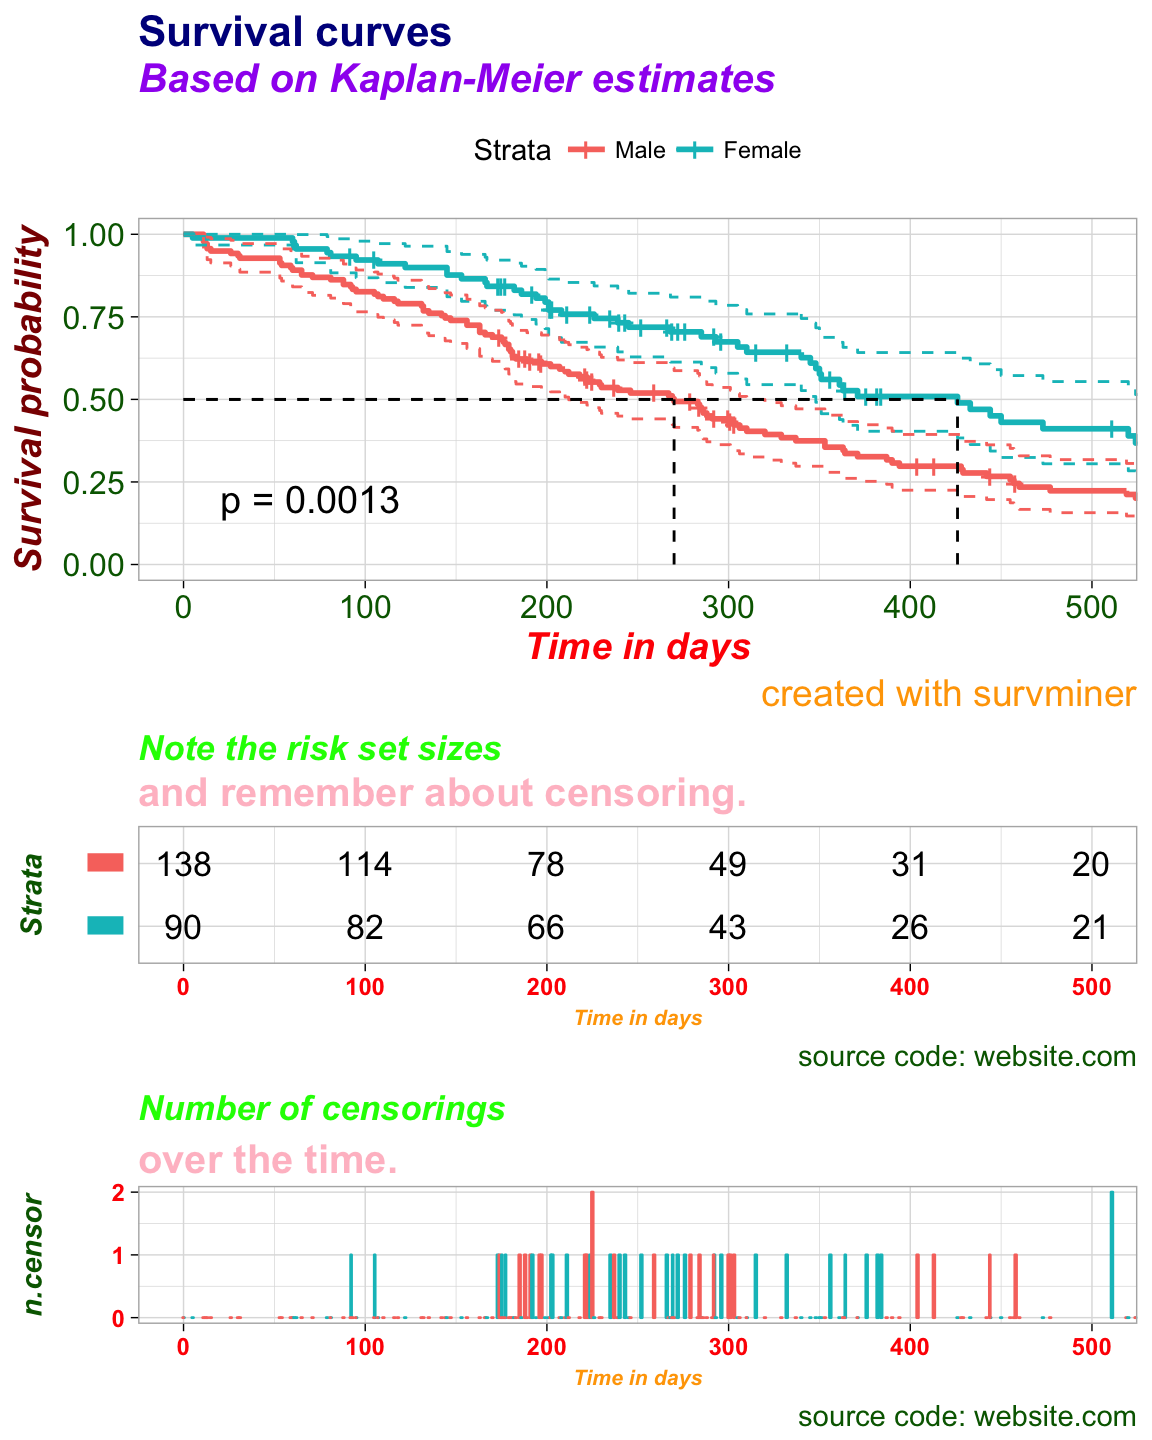 Survival curves
Based on Kaplan-Meier estimates
Strata Male Female
Survival probability
1.00
0.75
0.50
0.25
0.00
p = 0.0013
0 100 200 300 400 500
Time in days
created with survminer
Note the risk set sizes
and remember about censoring.
Strata
138 114 78 49 31 20
90 82 66 43 26 21
0 100 200 300 400 500
Time in days
source code: website.com
Number of censorings
over the time.
n.censor
2
1
0
0 100 200 300 400 500
Time in days
source code: website.com